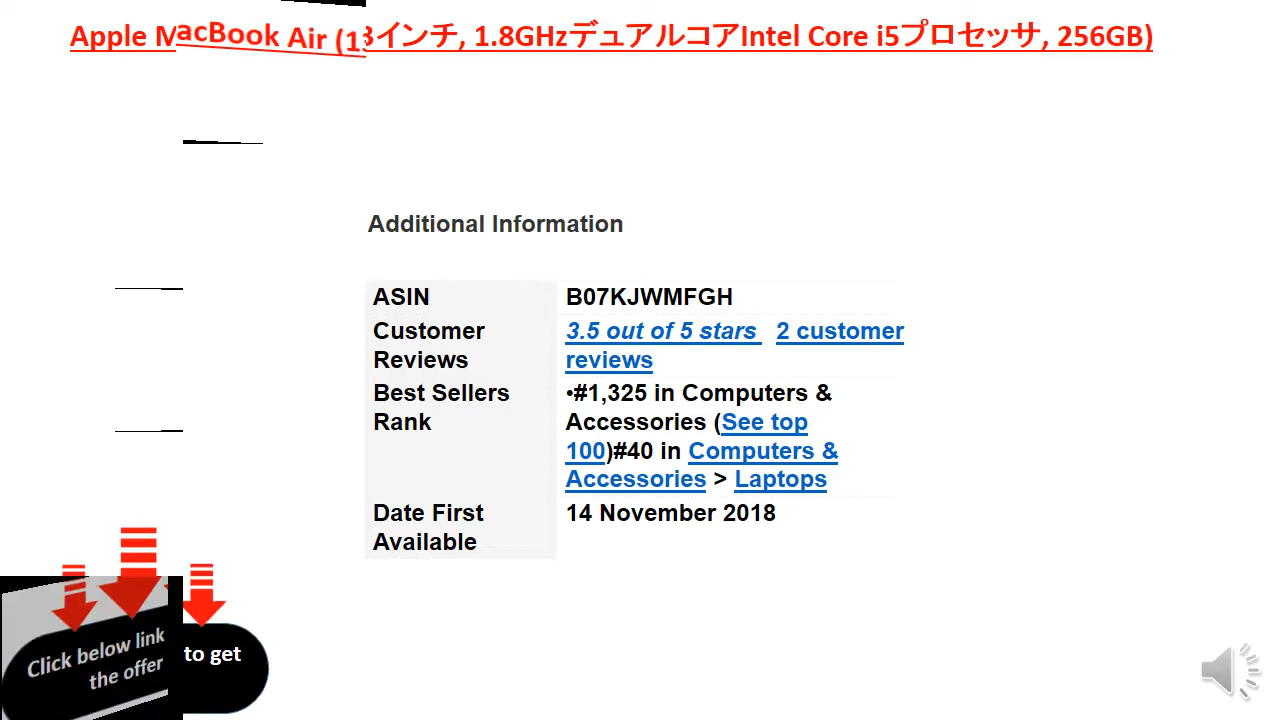 Apple MacBook Air (13インチ, 1.8GHzデュアルコアIntel Core i5プロセッサ, 256GB)
Additional Information
ASIN B07KJWMFGH
Customer Reviews 3.5 out of 5 stars 2 customer reviews
Best Sellers Rank •#1,325 in Computers &
Accessories (See top
100)#40 in Computers &
Accessories > Laptops
Date First Available 14 November 2018
Click below link to get
the offer